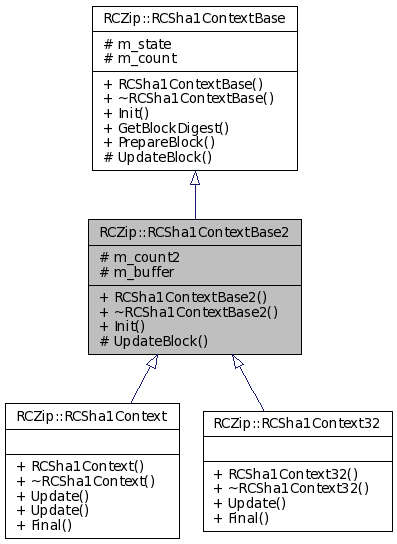 RCZip::RCSha1ContextBase
# m_state
# m_count
+ RCSha1ContextBase()
+ ~RCSha1ContextBase()
+ Init()
+ GetBlockDigest()
+ PrepareBlock()
# UpdateBlock()
RCZip::RCSha1ContextBase2
# m_count2
# m_buffer
+ RCSha1ContextBase2()
+ ~RCSha1ContextBase2()
+ Init()
# UpdateBlock()
RCZip::RCSha1Context
+ RCSha1Context()
+ ~RCSha1Context()
+ Update()
+ Update()
+ Final()
RCZip::RCSha1Context32
+ RCSha1Context32()
+ ~RCSha1Context32()
+ Update()
+ Final()